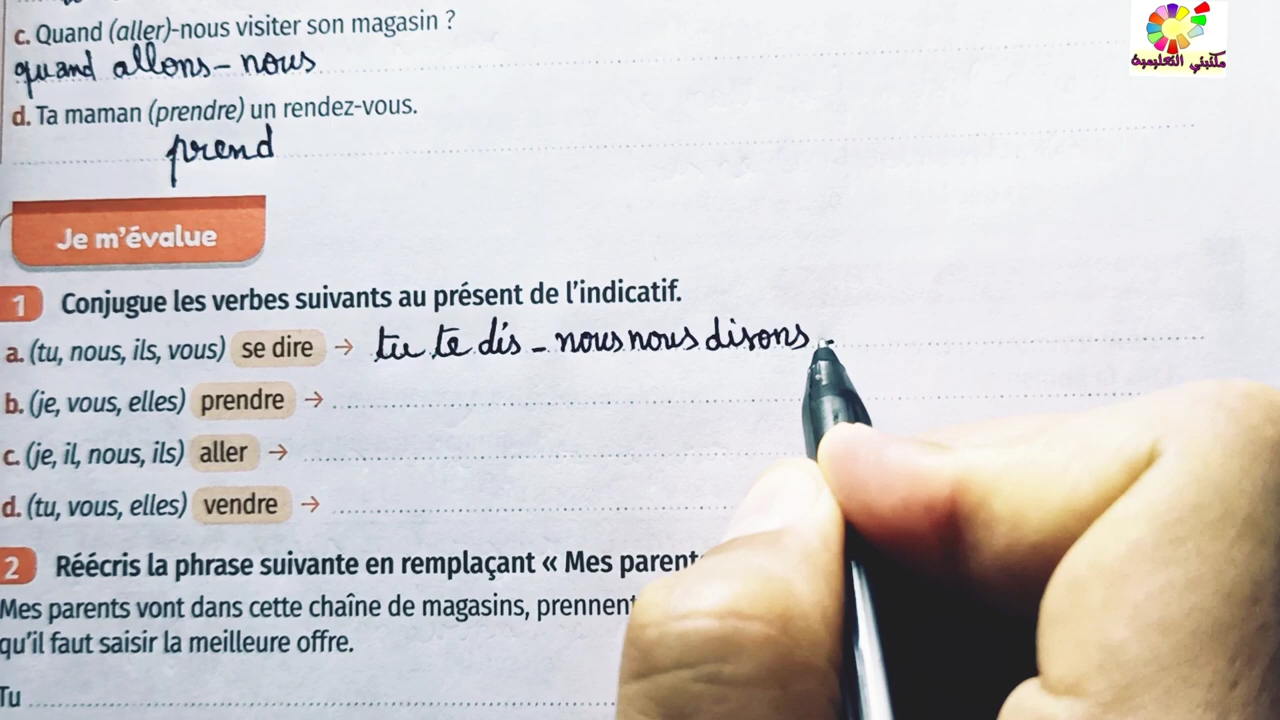 c. Quand (aller)-nous visiter son magasin ?
quand allons - nous
d. Ta maman (prendre) un rendez-vous.
prend
Je m'évalue
1 Conjugue les verbes suivants au présent de l'indicatif.
a. (tu, nous, ils, vous) se dire → tu te dis - nous nous disons -
b. (je, vous, elles) prendre →
c. (je, il, nous, ils) aller →
d. (tu, vous, elles) vendre →
2 Réécris la phrase suivante en remplaçant « Mes parent
Mes parents vont dans cette chaîne de magasins, prennent
qu'il faut saisir la meilleure offre.
Tu
مكتبتي التعليمية